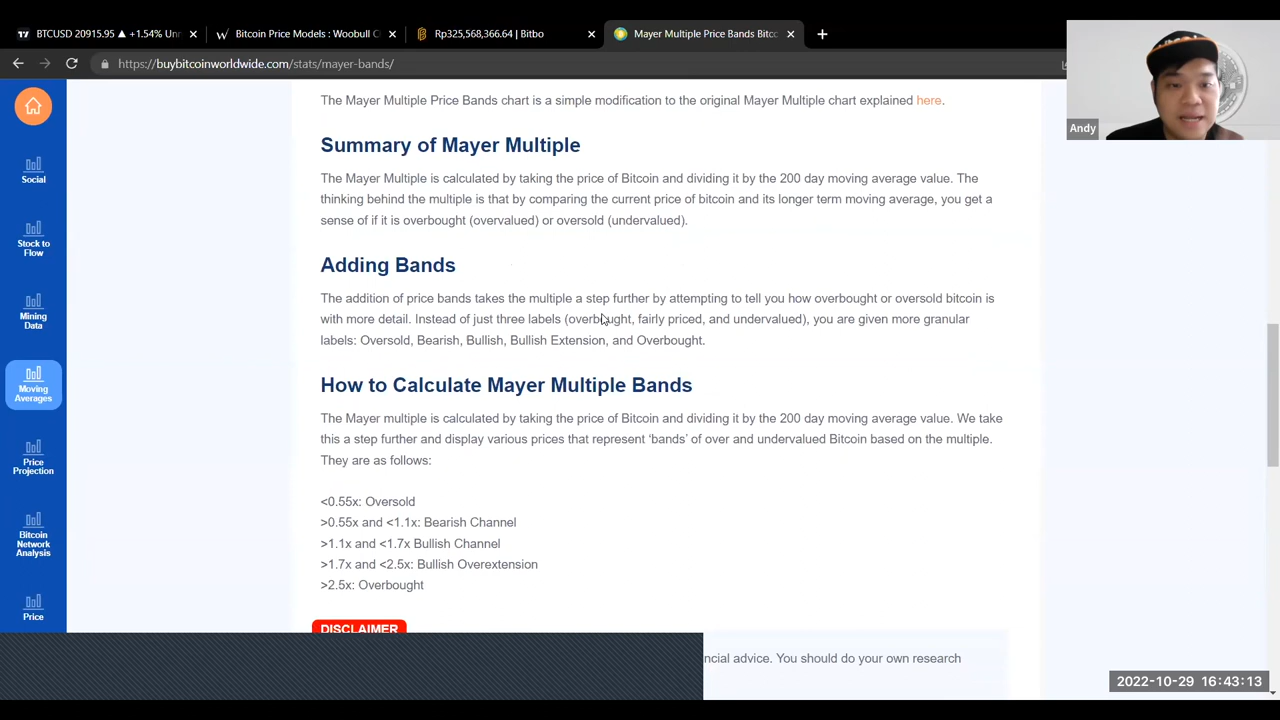 BTCUSD 20915.95 ▲ +1.54% Unn
Bitcoin Price Models : Woobull C
Rp325,568,366.64 | Bitbo
Mayer Multiple Price Bands Bitcc
https://buybitcoinworldwide.com/stats/mayer-bands/
Andy
Social
Stock to
Flow
Mining
Data
Moving
Averages
Price
Projection
Bitcoin
Network
Analysis
Price
The Mayer Multiple Price Bands chart is a simple modification to the original Mayer Multiple chart explained here.
Summary of Mayer Multiple
The Mayer Multiple is calculated by taking the price of Bitcoin and dividing it by the 200 day moving average value. The
thinking behind the multiple is that by comparing the current price of bitcoin and its longer term moving average, you get a
sense of if it is overbought (overvalued) or oversold (undervalued).
Adding Bands
The addition of price bands takes the multiple a step further by attempting to tell you how overbought or oversold bitcoin is
with more detail. Instead of just three labels (overbought, fairly priced, and undervalued), you are given more granular
labels: Oversold, Bearish, Bullish, Bullish Extension, and Overbought.
How to Calculate Mayer Multiple Bands
The Mayer multiple is calculated by taking the price of Bitcoin and dividing it by the 200 day moving average value. We take
this a step further and display various prices that represent ‘bands’ of over and undervalued Bitcoin based on the multiple.
They are as follows:
<0.55x: Oversold
>0.55x and <1.1x: Bearish Channel
>1.1x and <1.7x Bullish Channel
>1.7x and <2.5x: Bullish Overextension
>2.5x: Overbought
DISCLAIMER
ncial advice. You should do your own research
2022-10-29 16:43:13